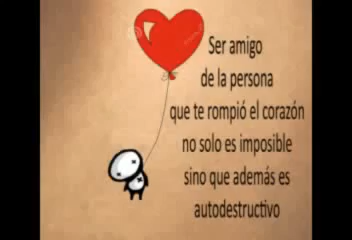 Ser amigo
de la persona
que te rompió el corazón
no solo es imposible
sino que además es
autodestructivo